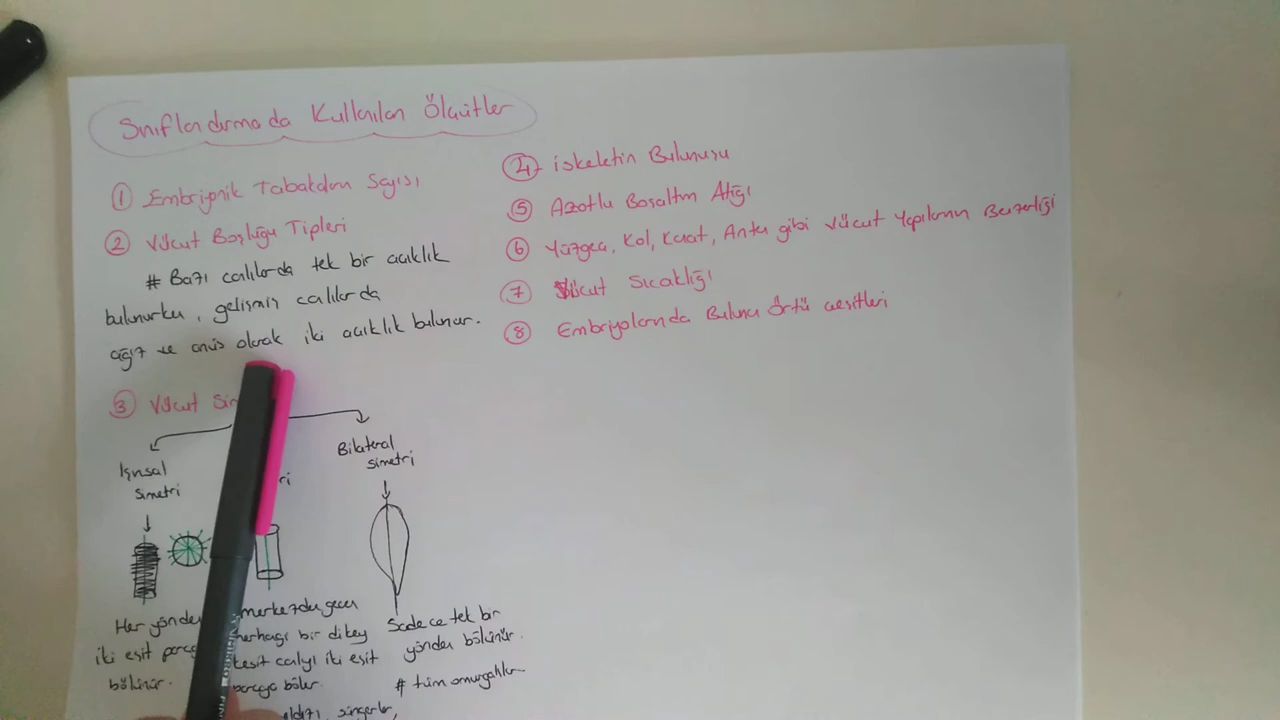 Sınıflandırmada Kullanılan Ölçütler
① Embriyonik Tabakaların Sayısı
② Vücut Boşluğu Tipleri
# Bazı canlılarda tek bir açıklık
bulunurken, gelişmiş canlılarda
ağız ve anüs olarak iki açıklık bulunur.
③ Vücut
Işınsal
Simetri
Her yönden
iki eşit
bölünür.
merkezden geçen
herhangi bir dikey
kesit canlıyı iki eşit
parçaya böler.
süngerler,
Bilateral
Simetri
Sadece tek bir
yönden bölünür.
# tüm omurgalılar
④ İskeletin Bulunuşu
⑤ Azotlu Boşaltım Atığı
⑥ Yüzgeç, Kol, Kanat, Anten gibi Vücut Yapılarının Benzerliği
⑦ Vücut Sıcaklığı
⑧ Embriyolarında Bulunan Örtü çeşitleri